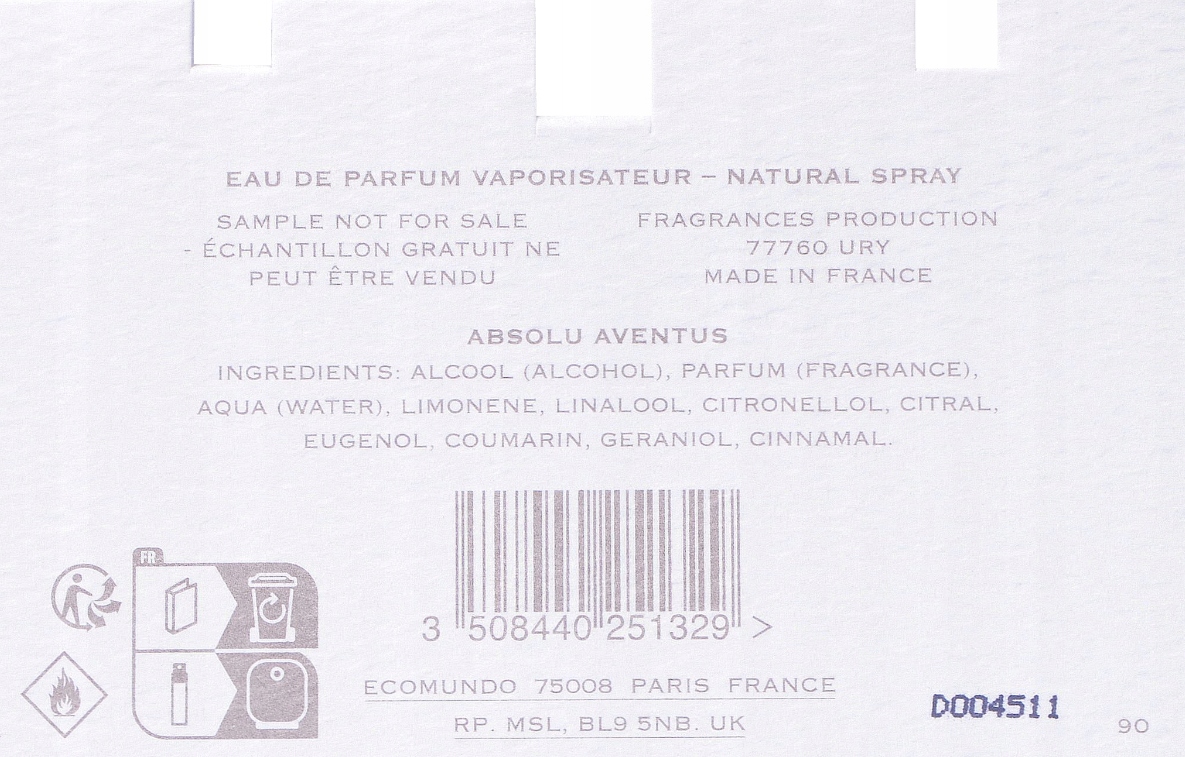 EAU DE PARFUM VAPORISATEUR – NATURAL SPRAY
SAMPLE NOT FOR SALE
- ÉCHANTILLON GRATUIT NE
PEUT ÊTRE VENDU
FRAGRANCES PRODUCTION
77760 URY
MADE IN FRANCE
ABSOLU AVENTUS
INGREDIENTS: ALCOOL (ALCOHOL), PARFUM (FRAGRANCE),
AQUA (WATER), LIMONENE, LINALOOL, CITRONELLOL, CITRAL,
EUGENOL, COUMARIN, GERANIOL, CINNAMAL.
FR
3 508440 251329 >
ECOMUNDO 75008 PARIS FRANCE
RP. MSL, BL9 5NB. UK
D004511
90